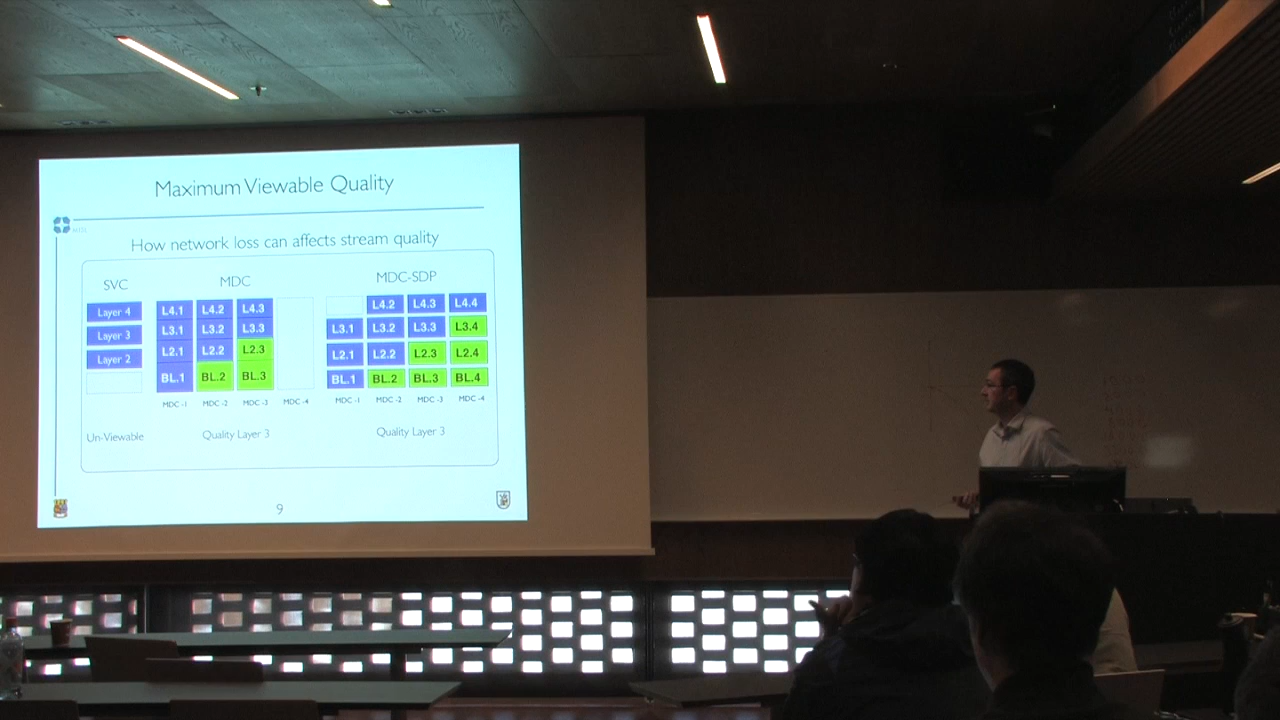 Maximum Viewable Quality
How network loss can affects stream quality
SVC MDC MDC-SDP
Layer 4 L4.1 L4.2 L4.3 L4.2 L4.3 L4.4
Layer 3 L3.1 L3.2 L3.3 L3.1 L3.2 L3.3 L3.4
Layer 2 L2.1 L2.2 L2.3 L2.1 L2.2 L2.3 L2.4
BL.1 BL.2 BL.3 BL.1 BL.2 BL.3 BL.4
MDC -1 MDC -2 MDC -3 MDC -4 MDC -1 MDC -2 MDC -3 MDC -4
Un-Viewable Quality Layer 3 Quality Layer 3
9